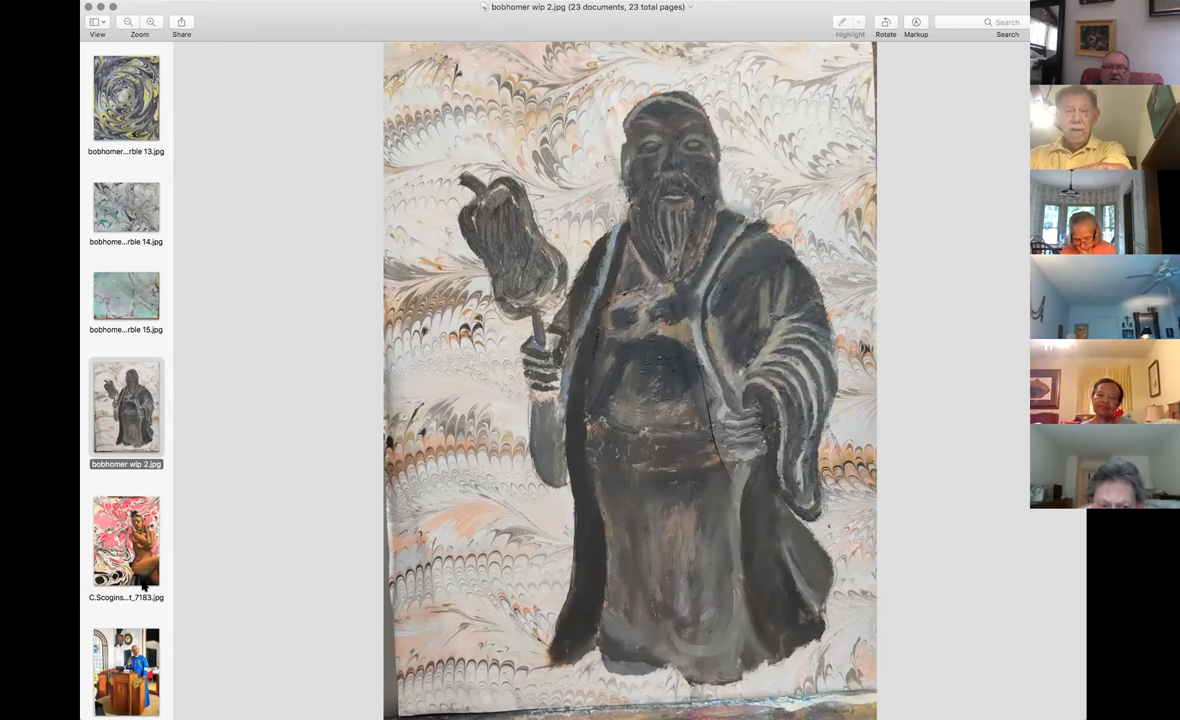 bobhomer wip 2.jpg (23 documents, 23 total pages)
View
Zoom
Share
Highlight
Rotate
Markup
Search
Search
bobhomer...rble 13.jpg
bobhome...rble 14.jpg
bobhome...rble 15.jpg
bobhomer wip 2.jpg
C.Scogins...t_7183.jpg